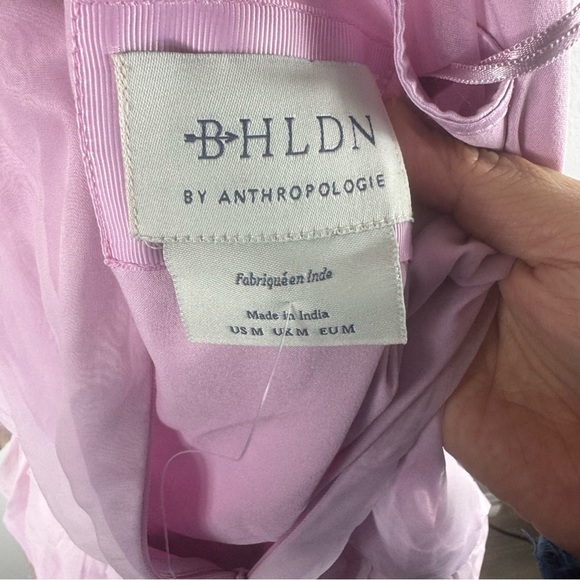 BHLDN
BY ANTHROPOLOGIE
Fabriqué en Inde
Made in India
US M UK M EU M